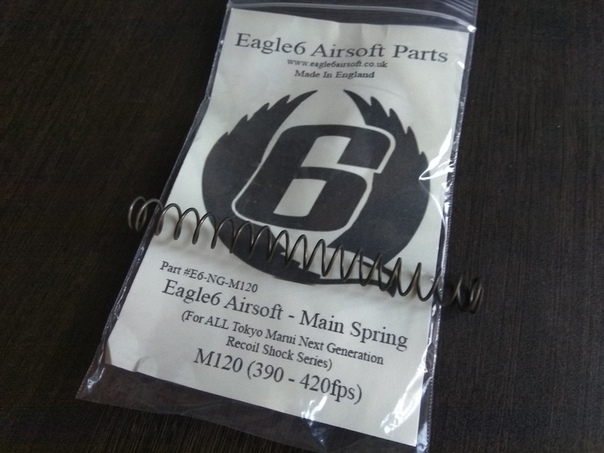 Eagle6 Airsoft Parts
www.eagle6airsoft.co.uk
Made In England
6
Part #E6-NG-M120
Eagle6 Airsoft - Main Spring
(For ALL Tokyo Marui Next Generation
Recoil Shock Series)
M120 (390 - 420fps)